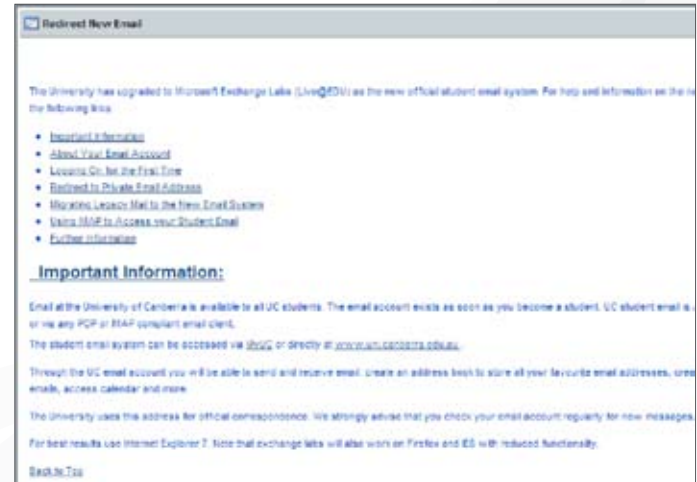 Redirect New Email
The University has upgraded to Microsoft Exchange Labs (Live@EDU) as the new official student email system. For help and information on the
the following links
Important Information
About Your Email Account
Logging On for the First Time
Redirect to Private Email Address
Migrating Legacy Mail to the New Email System
Using IMAP to Access your Student Email
Further Information
Important Information:
Email at the University of Canberra is available to all UC students. The email account exists as soon as you become a student. UC student email is
or via any POP or IMAP compliant email client.
The student email system can be accessed via MyUC or directly at
Through the UC email account you will be able to send and receive email, create an address book to store all your favourite email addresses,
emails, access calendar and more.
The University uses this address for official correspondence. We strongly advise that you check your email account regularly for new messages.
For best results use Internet Explorer 7. Note that exchange labs will also work on Firefox and IE6 with reduced functionality.
Back to Top